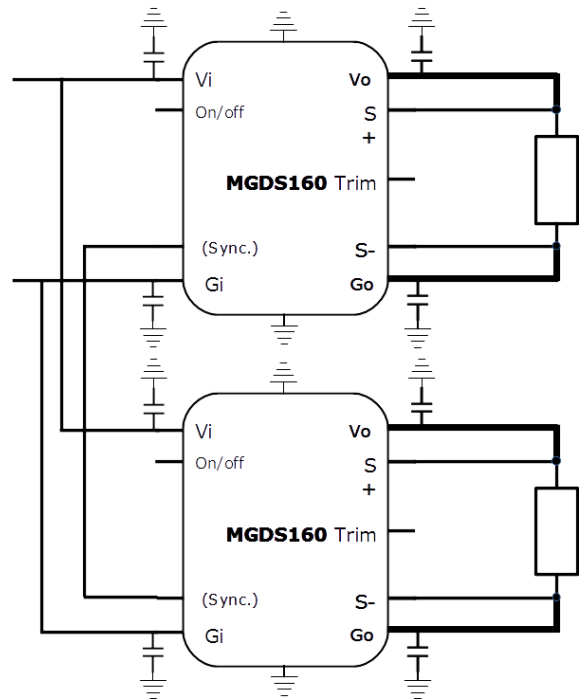 Vi Vo
On/off S
+
MGDS160 Trim
(Sync.) S-
Gi Go
Vi Vo
On/off S
+
MGDS160 Trim
(Sync.) S-
Gi Go